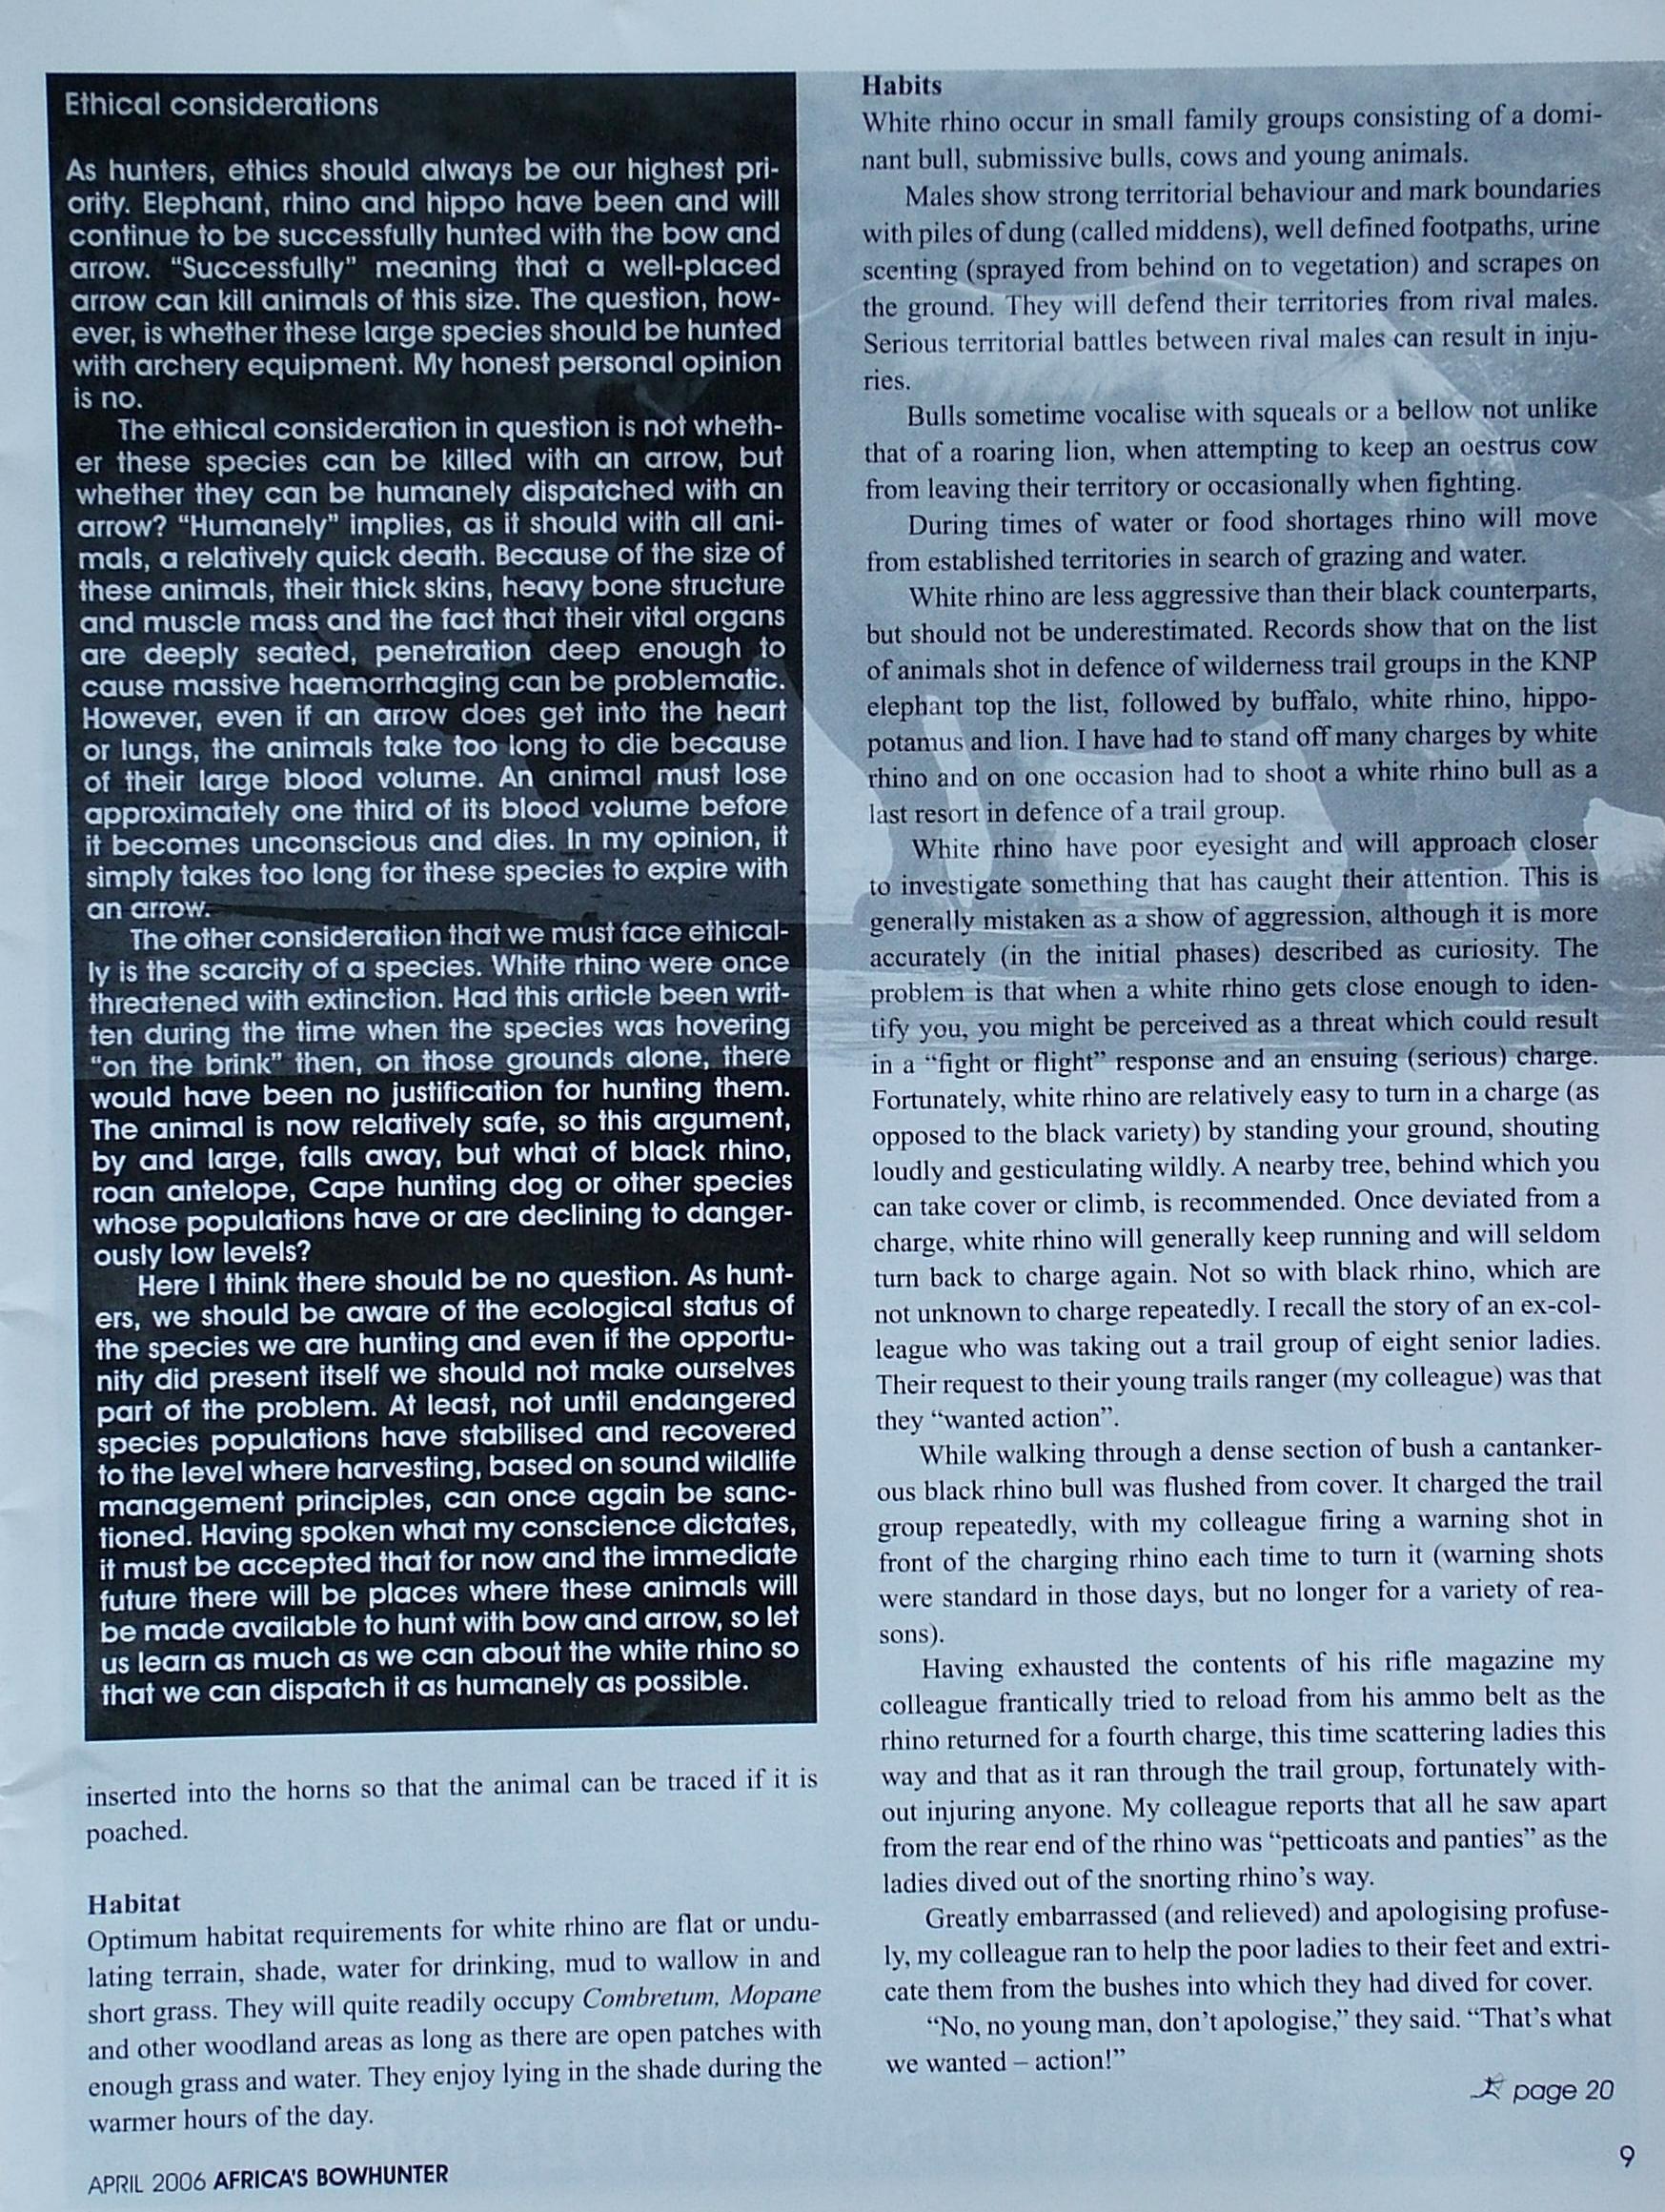 Ethical considerations
As hunters, ethics should always be our highest pri-
ority. Elephant, rhino and hippo have been and will
continue to be successfully hunted with the bow and
arrow. “Successfully” meaning that a well-placed
arrow can kill animals of this size. The question, how-
ever, is whether these large species should be hunted
with archery equipment. My honest personal opinion
is no.
The ethical consideration in question is not wheth-
er these species can be killed with an arrow, but
whether they can be humanely dispatched with an
arrow? “Humanely” implies, as it should with all ani-
mals, a relatively quick death. Because of the size of
these animals, their thick skins, heavy bone structure
and muscle mass and the fact that their vital organs
are deeply seated, penetration deep enough to
cause massive haemorrhaging can be problematic.
However, even if an arrow does get into the heart
or lungs, the animals take too long to die because
of their large blood volume. An animal must lose
approximately one third of its blood volume before
it becomes unconscious and dies. In my opinion, it
simply takes too long for these species to expire with
an arrow.
The other consideration that we must face ethical-
ly is the scarcity of a species. White rhino were once
threatened with extinction. Had this article been writ-
ten during the time when the species was hovering
“on the brink” then, on those grounds alone, there
would have been no justification for hunting them.
The animal is now relatively safe, so this argument,
by and large, falls away, but what of black rhino,
roan antelope, Cape hunting dog or other species
whose populations have or are declining to danger-
ously low levels?
Here I think there should be no question. As hunt-
ers, we should be aware of the ecological status of
the species we are hunting and even if the opportu-
nity did present itself we should not make ourselves
part of the problem. At least, not until endangered
species populations have stabilised and recovered
to the level where harvesting, based on sound wildlife
management principles, can once again be sanc-
tioned. Having spoken what my conscience dictates,
it must be accepted that for now and the immediate
future there will be places where these animals will
be made available to hunt with bow and arrow, so let
us learn as much as we can about the white rhino so
that we can dispatch it as humanely as possible.
inserted into the horns so that the animal can be traced if it is
poached.
Habitat
Optimum habitat requirements for white rhino are flat or undu-
lating terrain, shade, water for drinking, mud to wallow in and
short grass. They will quite readily occupy Combretum, Mopane
and other woodland areas as long as there are open patches with
enough grass and water. They enjoy lying in the shade during the
warmer hours of the day.
Habits
White rhino occur in small family groups consisting of a domi-
nant bull, submissive bulls, cows and young animals.
Males show strong territorial behaviour and mark boundaries
with piles of dung (called middens), well defined footpaths, urine
scenting (sprayed from behind on to vegetation) and scrapes on
the ground. They will defend their territories from rival males.
Serious territorial battles between rival males can result in inju-
ries.
Bulls sometime vocalise with squeals or a bellow not unlike
that of a roaring lion, when attempting to keep an oestrus cow
from leaving their territory or occasionally when fighting.
During times of water or food shortages rhino will move
from established territories in search of grazing and water.
White rhino are less aggressive than their black counterparts,
but should not be underestimated. Records show that on the list
of animals shot in defence of wilderness trail groups in the KNP
elephant top the list, followed by buffalo, white rhino, hippo-
potamus and lion. I have had to stand off many charges by white
rhino and on one occasion had to shoot a white rhino bull as a
last resort in defence of a trail group.
White rhino have poor eyesight and will approach closer
to investigate something that has caught their attention. This is
generally mistaken as a show of aggression, although it is more
accurately (in the initial phases) described as curiosity. The
problem is that when a white rhino gets close enough to iden-
tify you, you might be perceived as a threat which could result
in a “fight or flight” response and an ensuing (serious) charge.
Fortunately, white rhino are relatively easy to turn in a charge (as
opposed to the black variety) by standing your ground, shouting
loudly and gesticulating wildly. A nearby tree, behind which you
can take cover or climb, is recommended. Once deviated from a
charge, white rhino will generally keep running and will seldom
turn back to charge again. Not so with black rhino, which are
not unknown to charge repeatedly. I recall the story of an ex-col-
league who was taking out a trail group of eight senior ladies.
Their request to their young trails ranger (my colleague) was that
they “wanted action”.
While walking through a dense section of bush a cantanker-
ous black rhino bull was flushed from cover. It charged the trail
group repeatedly, with my colleague firing a warning shot in
front of the charging rhino each time to turn it (warning shots
were standard in those days, but no longer for a variety of rea-
sons).
Having exhausted the contents of his rifle magazine my
colleague frantically tried to reload from his ammo belt as the
rhino returned for a fourth charge, this time scattering ladies this
way and that as it ran through the trail group, fortunately with-
out injuring anyone. My colleague reports that all he saw apart
from the rear end of the rhino was “petticoats and panties” as the
ladies dived out of the snorting rhino’s way.
Greatly embarrassed (and relieved) and apologising profuse-
ly, my colleague ran to help the poor ladies to their feet and extri-
cate them from the bushes into which they had dived for cover.
“No, no young man, don’t apologise,” they said. “That’s what
we wanted – action!”
page 20
APRIL 2006 AFRICA'S BOWHUNTER
9